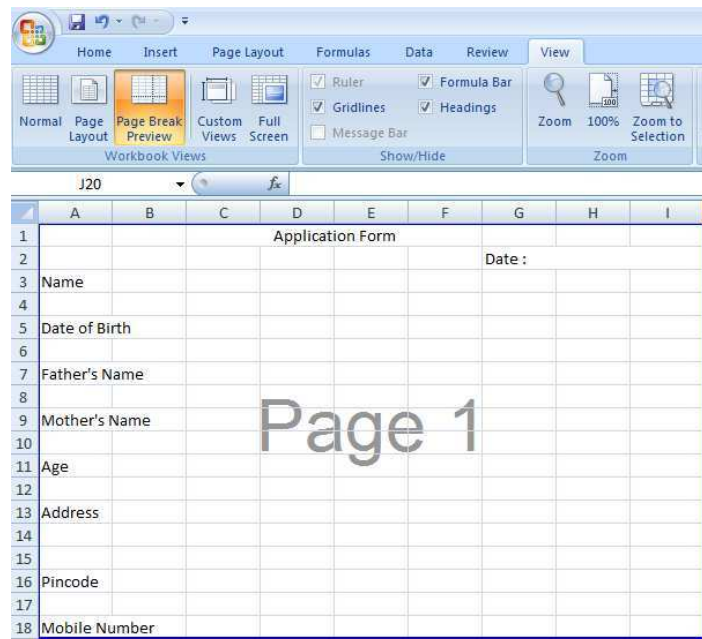 Home Insert Page Layout Formulas Data Review View
Ruler Formula Bar
Gridlines Headings
Message Bar
Normal Page Layout Page Break Preview Custom Views Full Screen Zoom 100% Zoom to Selection
Workbook Views Show/Hide Zoom
J20 fx
A B C D E F G H I
1 Application Form
2 Date :
3 Name
4
5 Date of Birth
6
7 Father's Name
8
9 Mother's Name
Page 1
10
11 Age
12
13 Address
14
15
16 Pincode
17
18 Mobile Number